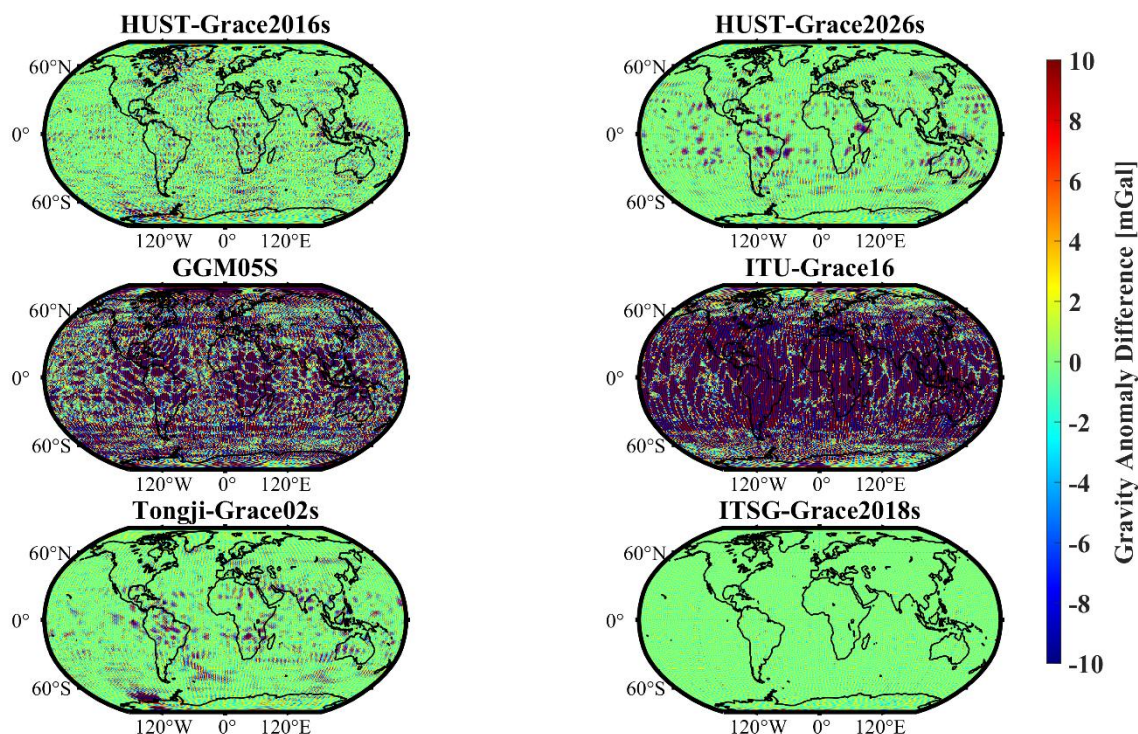 HUST-Grace2016s
HUST-Grace2026s
60°N
0°
60°S
120°W 0° 120°E
60°N
0°
60°S
120°W 0° 120°E
GGM05S
ITU-Grace16
60°N
0°
60°S
120°W 0° 120°E
60°N
0°
60°S
120°W 0° 120°E
Tongji-Grace02s
ITSG-Grace2018s
60°N
0°
60°S
120°W 0° 120°E
60°N
0°
60°S
120°W 0° 120°E
10
8
6
4
2
0
-2
-4
-6
-8
-10
Gravity Anomaly Difference [mGal]